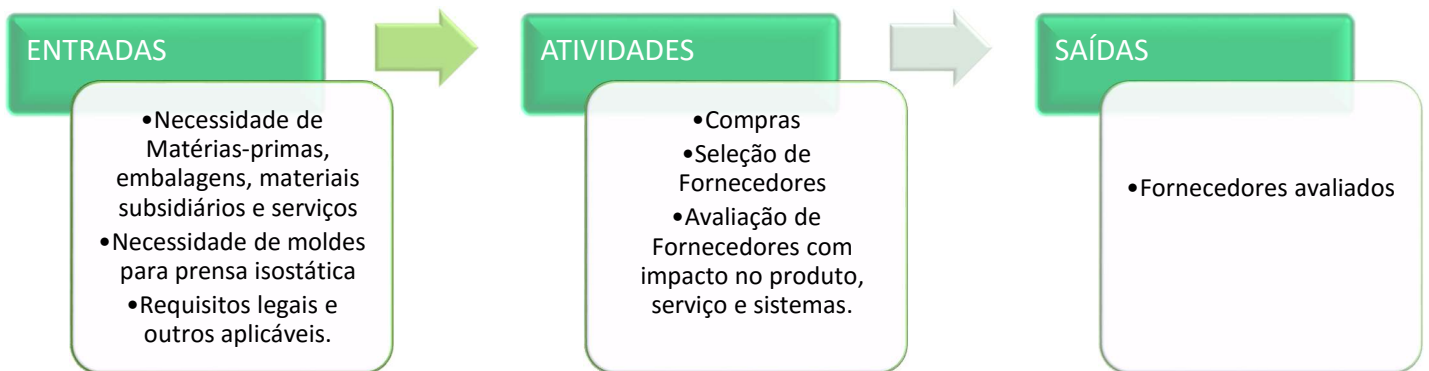 ENTRADAS
•Necessidade de
Matérias-primas,
embalagens, materiais
subsidiários e serviços
•Necessidade de moldes
para prensa isostática
•Requisitos legais e
outros aplicáveis.
ATIVIDADES
•Compras
•Seleção de
Fornecedores
•Avaliação de
Fornecedores com
impacto no produto,
serviço e sistemas.
SAÍDAS
•Fornecedores avaliados